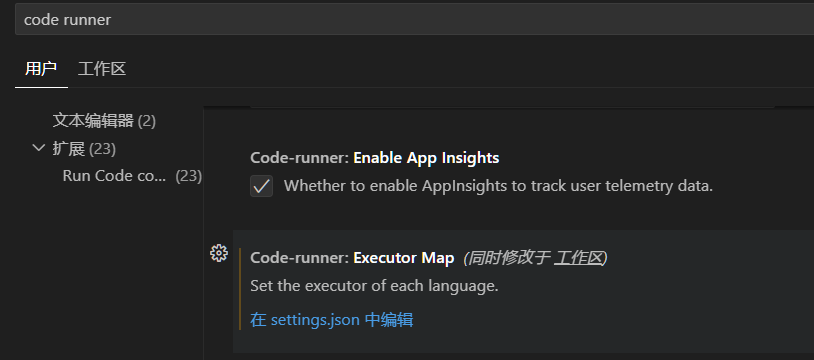 code runner
用户 工作区
文本编辑器 (2)
扩展 (23)
Run Code co... (23)
Code-runner: Enable App Insights
Whether to enable AppInsights to track user telemetry data.
Code-runner: Executor Map (同时修改于 工作区)
Set the executor of each language.
在 settings.json 中编辑